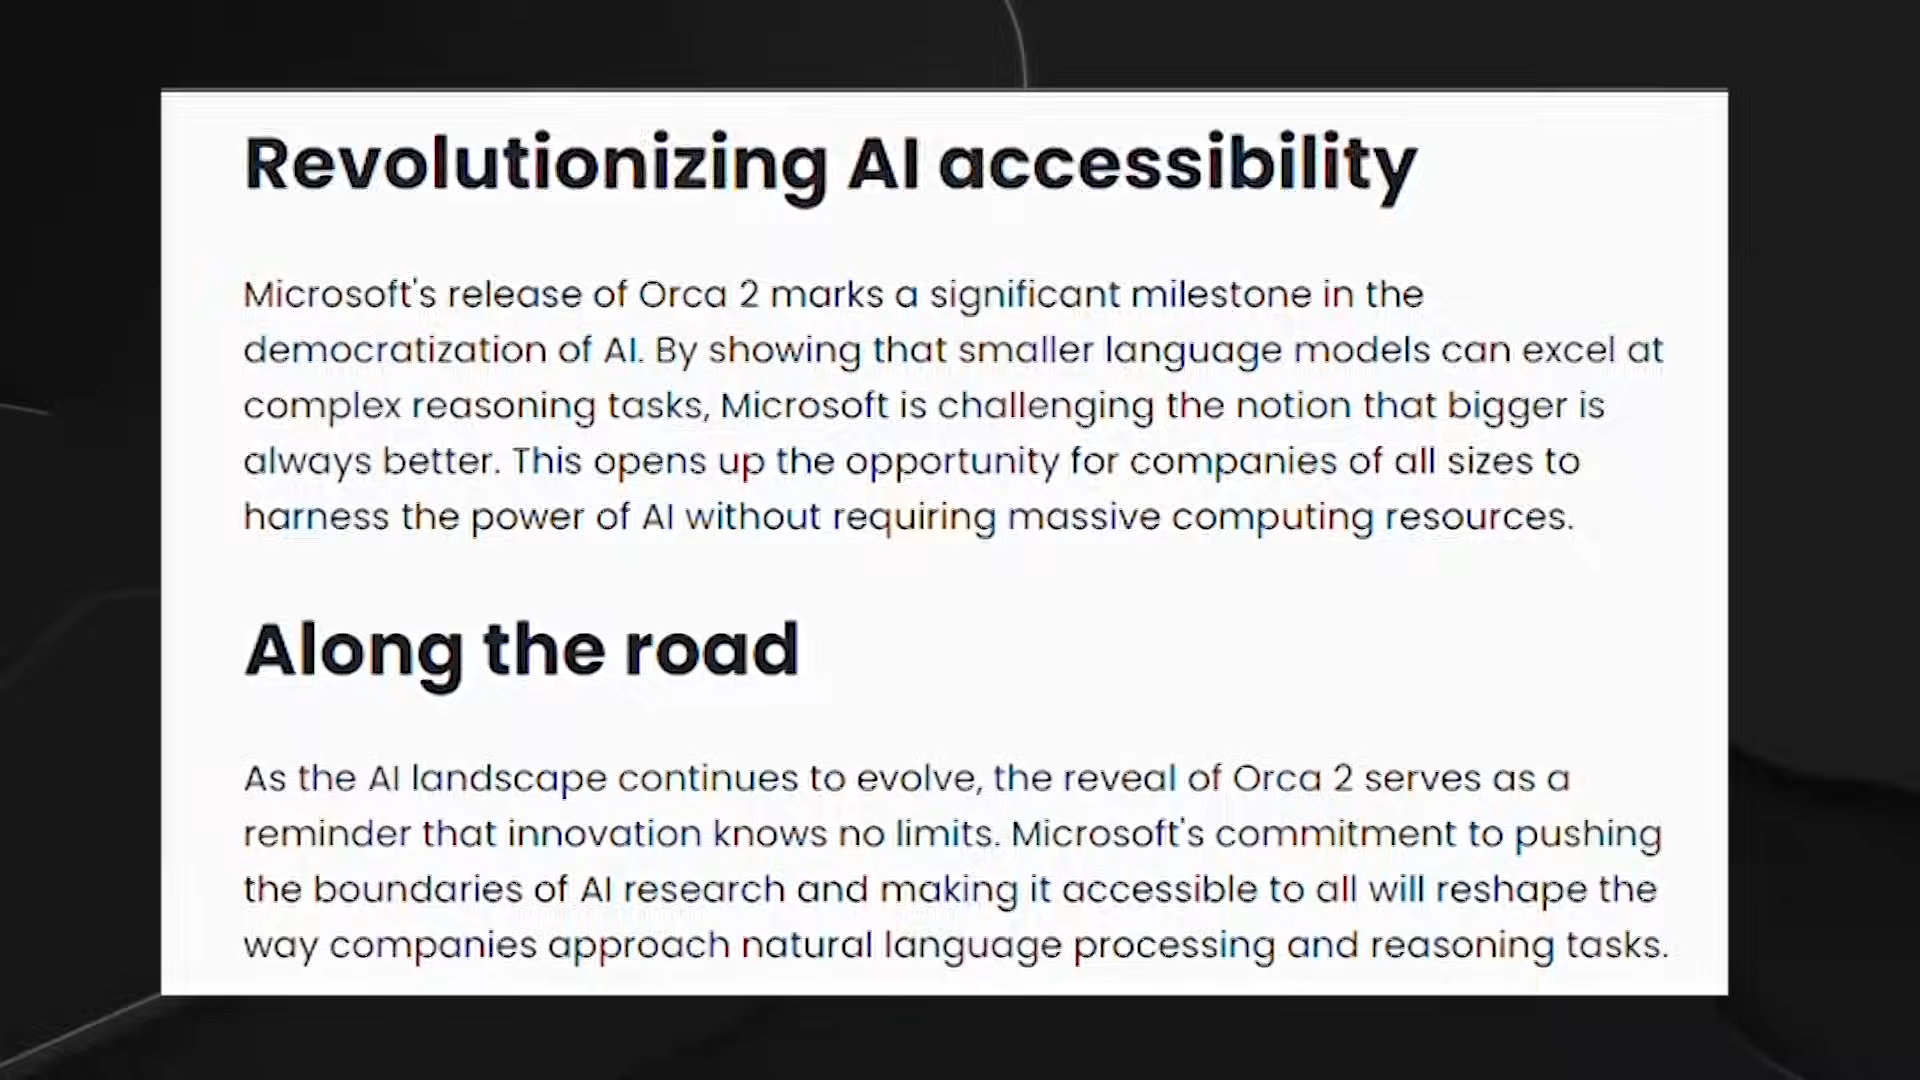 Revolutionizing AI accessibility
Microsoft's release of Orca 2 marks a significant milestone in the
democratization of AI. By showing that smaller language models can excel at
complex reasoning tasks, Microsoft is challenging the notion that bigger is
always better. This opens up the opportunity for companies of all sizes to
harness the power of AI without requiring massive computing resources.
Along the road
As the AI landscape continues to evolve, the reveal of Orca 2 serves as a
reminder that innovation knows no limits. Microsoft's commitment to pushing
the boundaries of AI research and making it accessible to all will reshape the
way companies approach natural language processing and reasoning tasks.